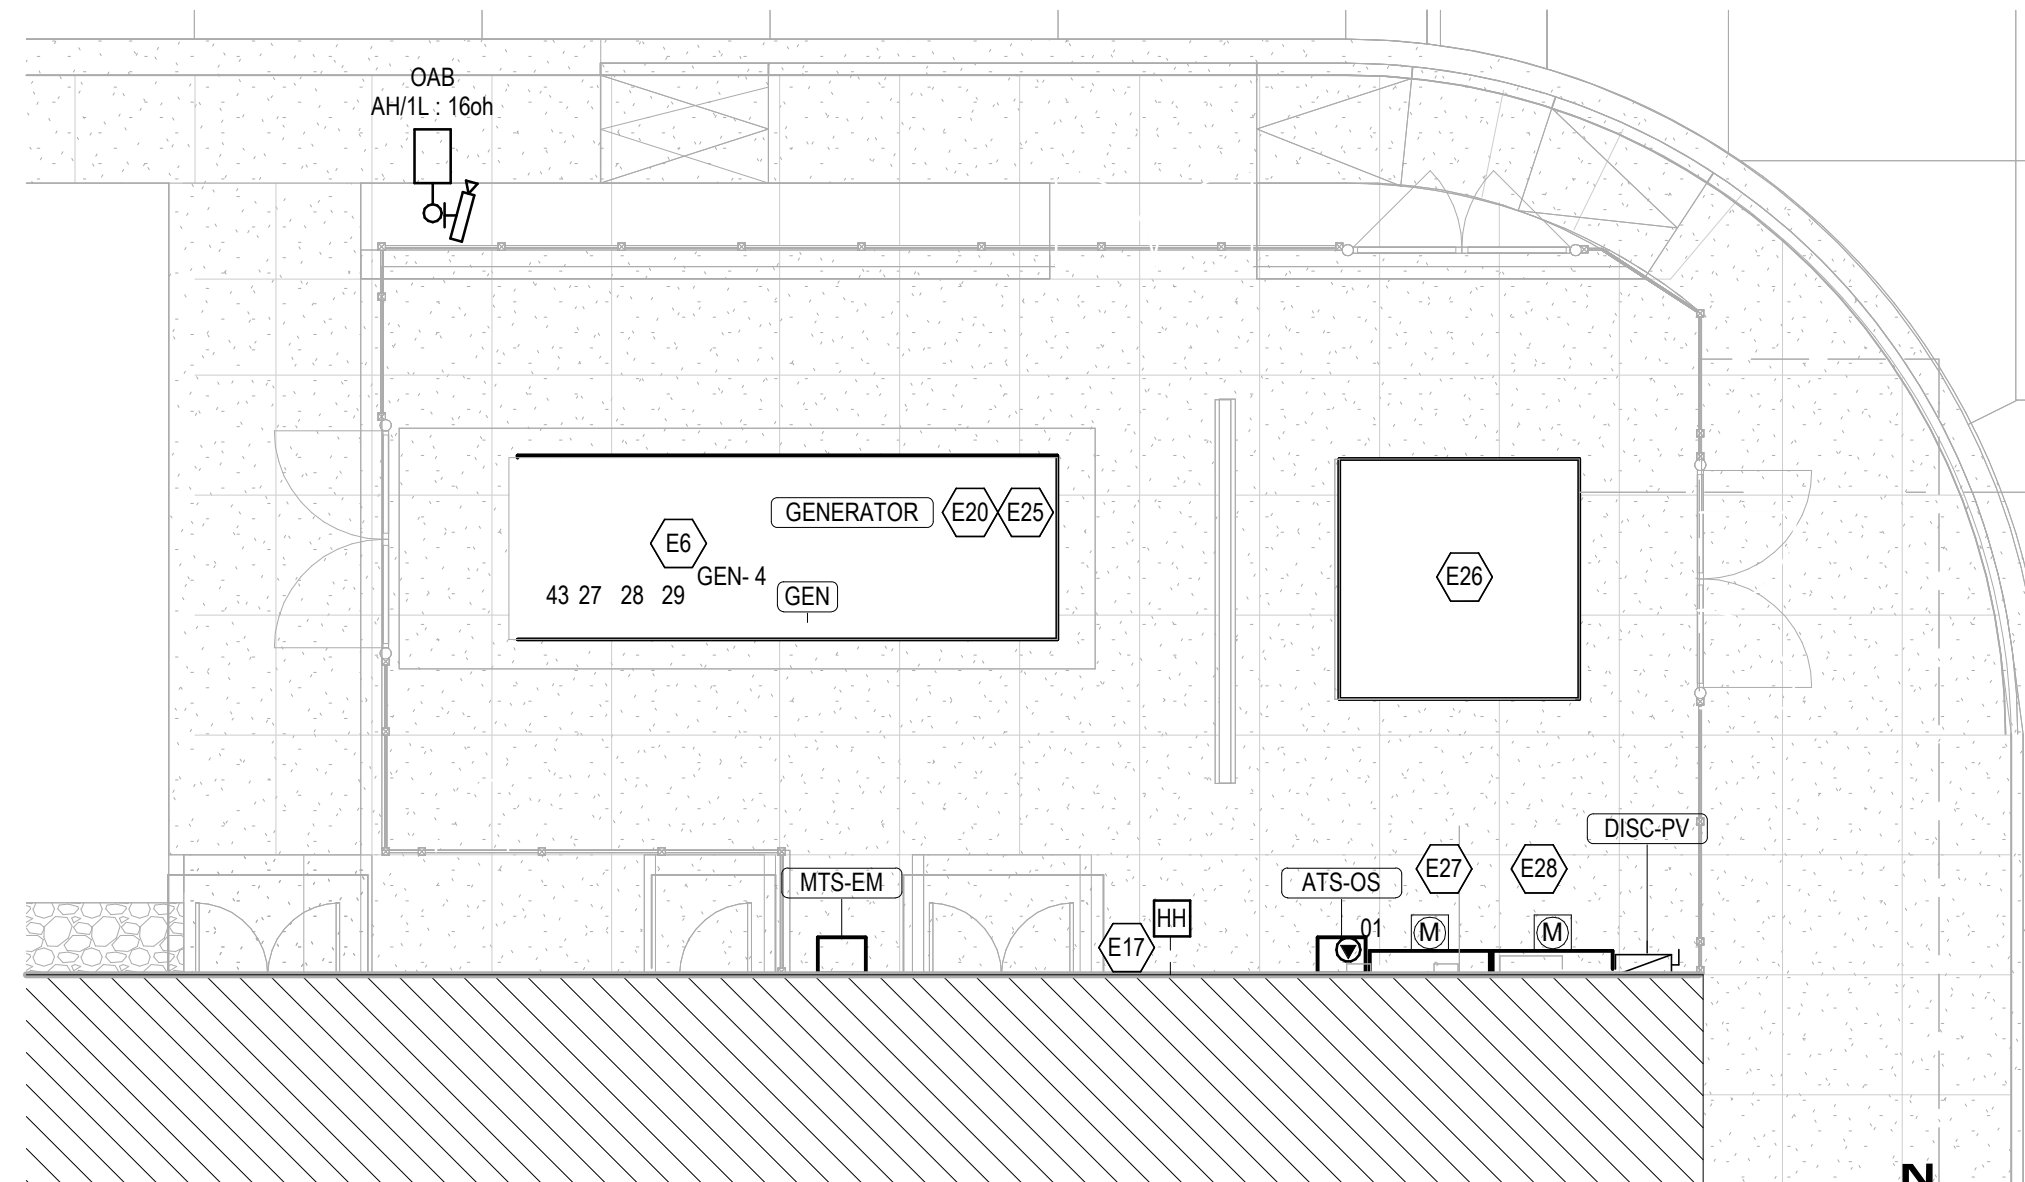 OAB
AH/1L : 16oh
GENERATOR
E20
E25
E6
GEN- 4
43 27 28 29
GEN
E26
DISC-PV
MTS-EM
ATS-OS
E27
E28
HH
01
M
M
E17
N